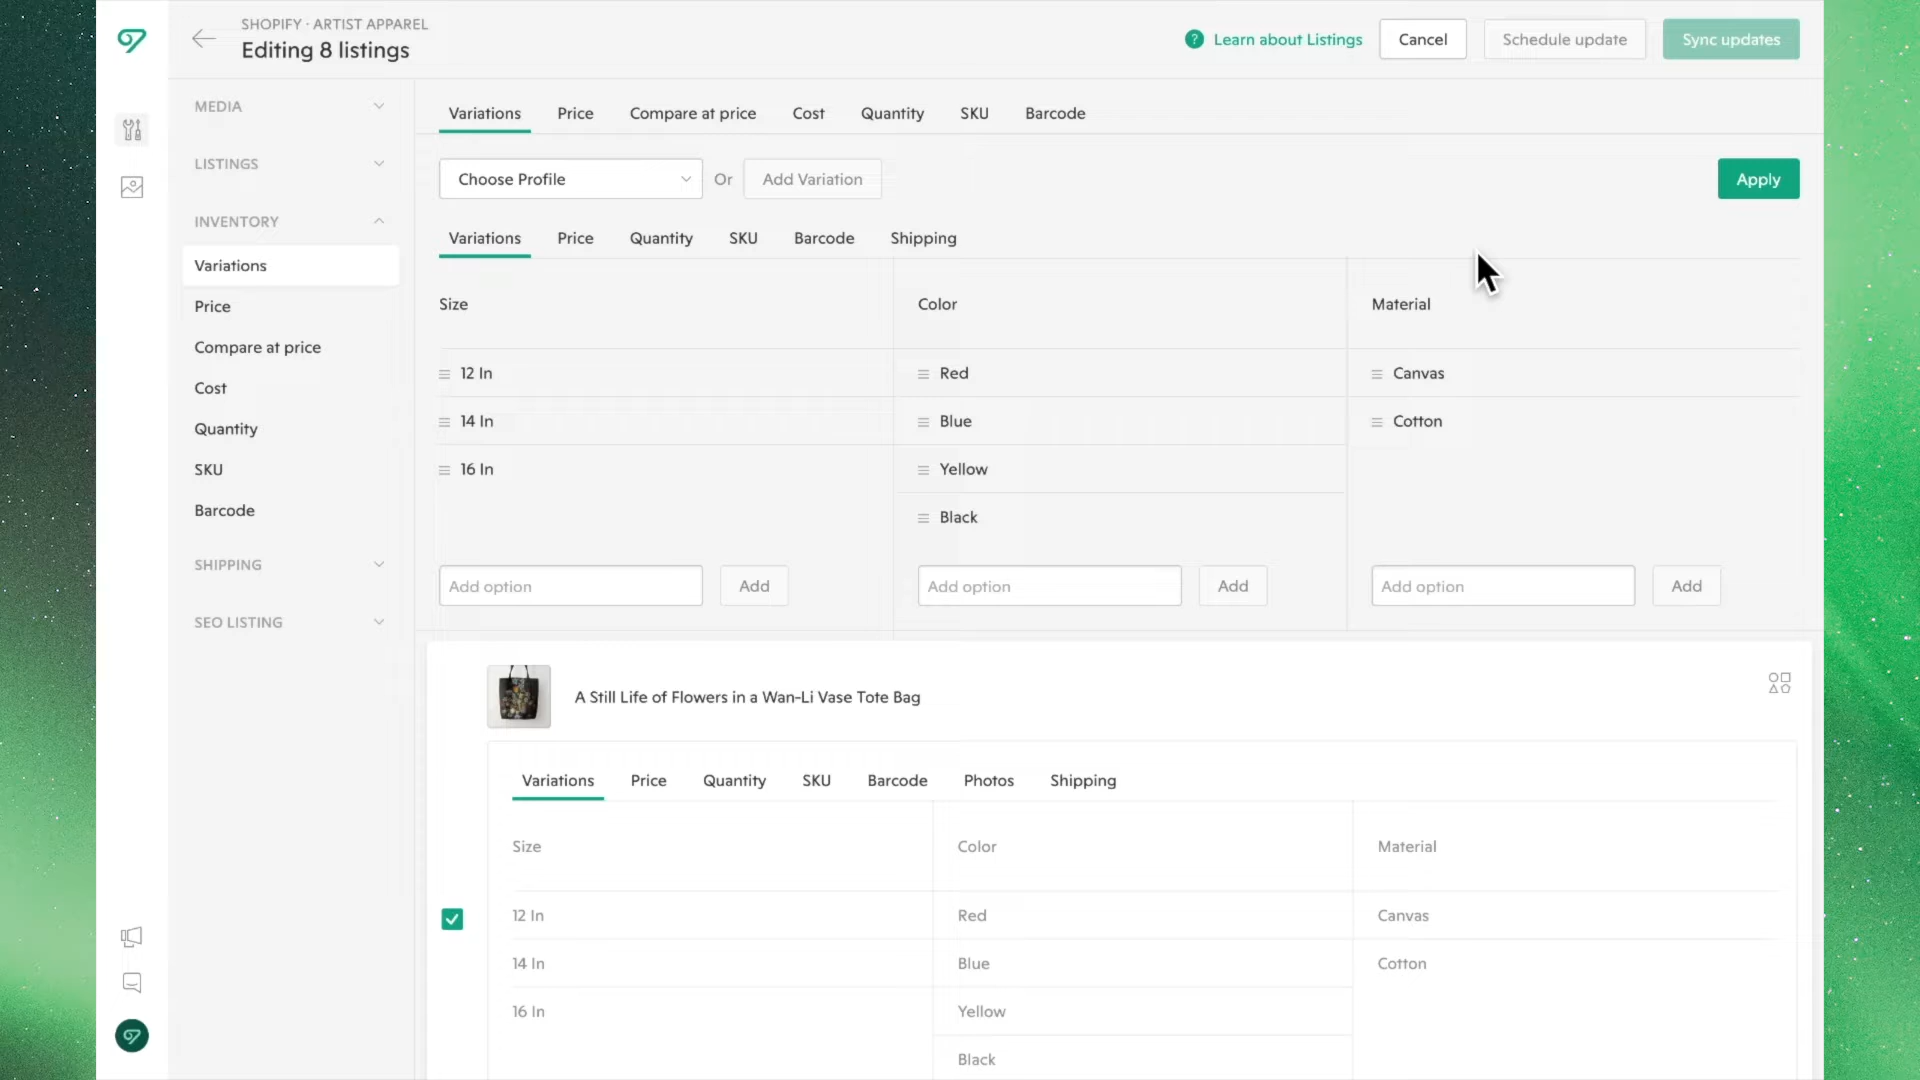 SHOPIFY · ARTIST APPAREL
Editing 8 listings
Learn about Listings
Cancel
Schedule update
Sync updates
MEDIA
LISTINGS
INVENTORY
Variations
Price
Compare at price
Cost
Quantity
SKU
Barcode
SHIPPING
SEO LISTING
Variations Price Compare at price Cost Quantity SKU Barcode
Choose Profile Or Add Variation Apply
Variations Price Quantity SKU Barcode Shipping
Size Color Material
12 In Red Canvas
14 In Blue Cotton
16 In Yellow
Black
Add option Add Add option Add Add option Add
A Still Life of Flowers in a Wan-Li Vase Tote Bag
Variations Price Quantity SKU Barcode Photos Shipping
Size Color Material
12 In Red Canvas
14 In Blue Cotton
16 In Yellow
Black